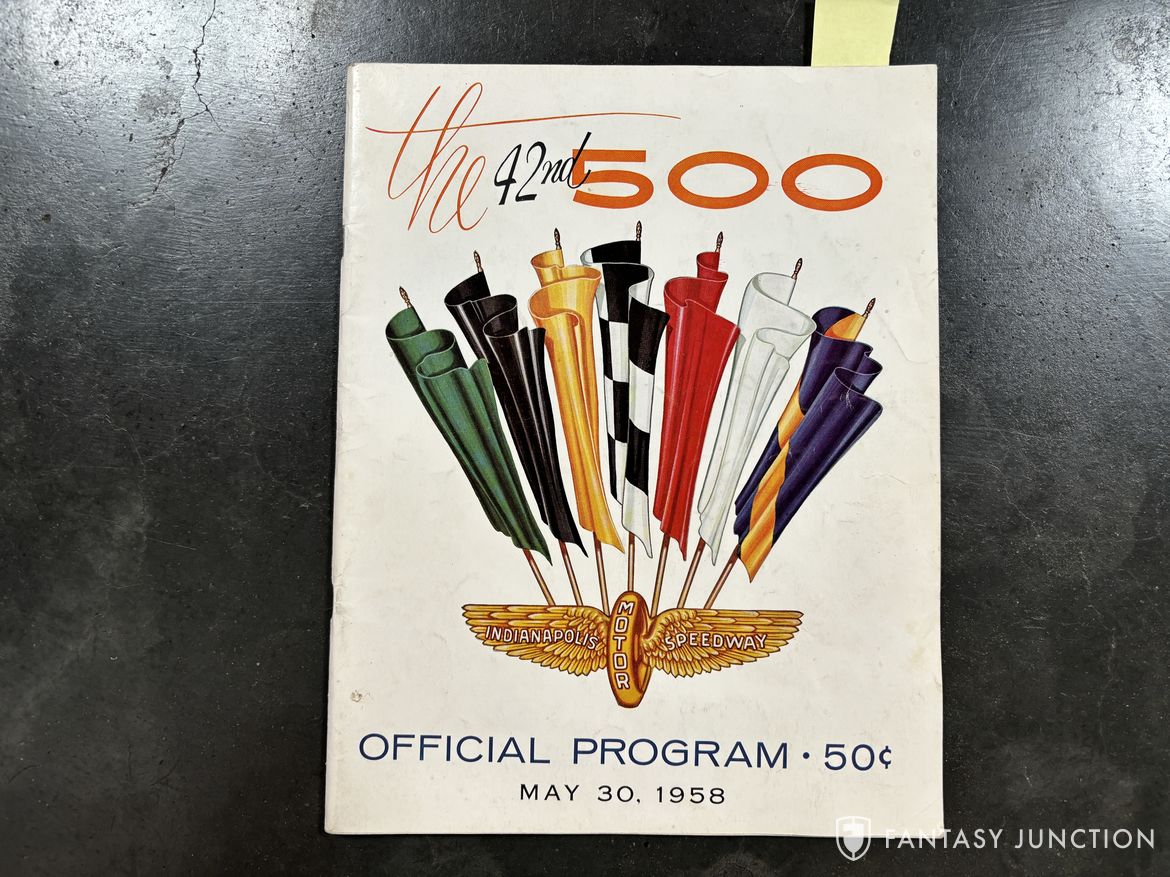 the 42nd 500
INDIANAPOLIS MOTOR SPEEDWAY
OFFICIAL PROGRAM • 50¢
MAY 30, 1958
FANTASY JUNCTION